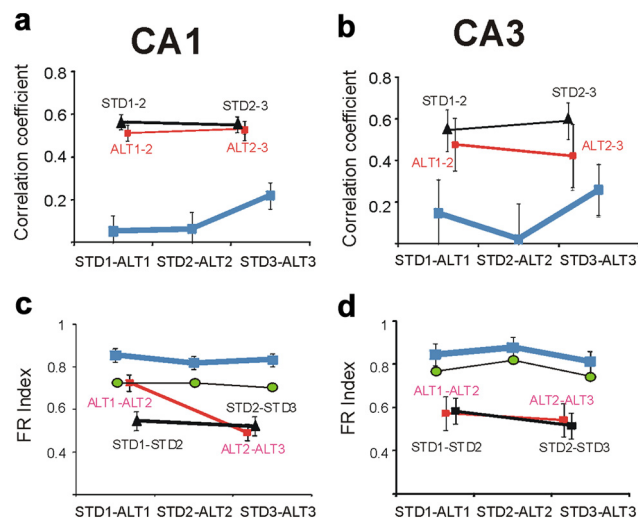 a
CA1
b
CA3
Correlation coefficient
0.8
0.6
0.4
0.2
STD1-2
STD2-3
ALT1-2
ALT2-3
STD1-ALT1 STD2-ALT2 STD3-ALT3
Correlation coefficient
0.8
0.6
0.4
0.2
STD1-2
STD2-3
ALT1-2
ALT2-3
STD1-ALT1 STD2-ALT2 STD3-ALT3
c
FR Index
1
0.8
0.6
0.4
ALT1-ALT2
STD2-STD3
STD1-STD2
ALT2-ALT3
STD1-ALT1 STD2-ALT2 STD3-ALT3
d
FR Index
1
0.8
0.6
0.4
ALT1-ALT2
ALT2-ALT3
STD1-STD2
STD2-STD3
STD1-ALT1 STD2-ALT2 STD3-ALT3